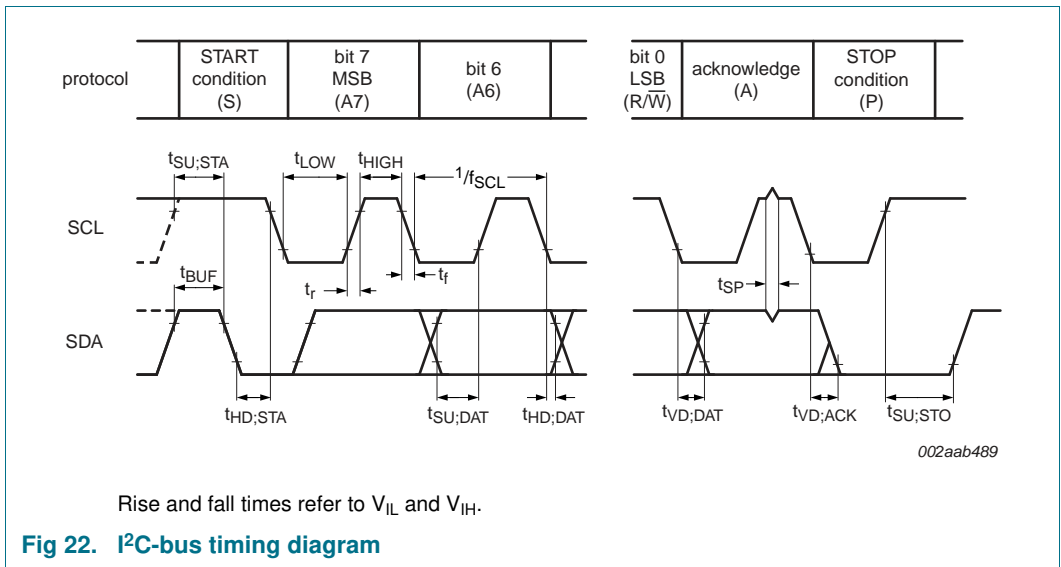 protocol
START
condition
(S)
bit 7
MSB
(A7)
bit 6
(A6)
bit 0
LSB
(R/W̅)
acknowledge
(A)
STOP
condition
(P)
tSU;STA
tLOW
tHIGH
1/fSCL
SCL
tBUF
tr
tf
tSP
SDA
tHD;STA
tSU;DAT
tHD;DAT
tVD;DAT
tVD;ACK
tSU;STO
002aab489
Rise and fall times refer to VIL and VIH.
Fig 22. I²C-bus timing diagram